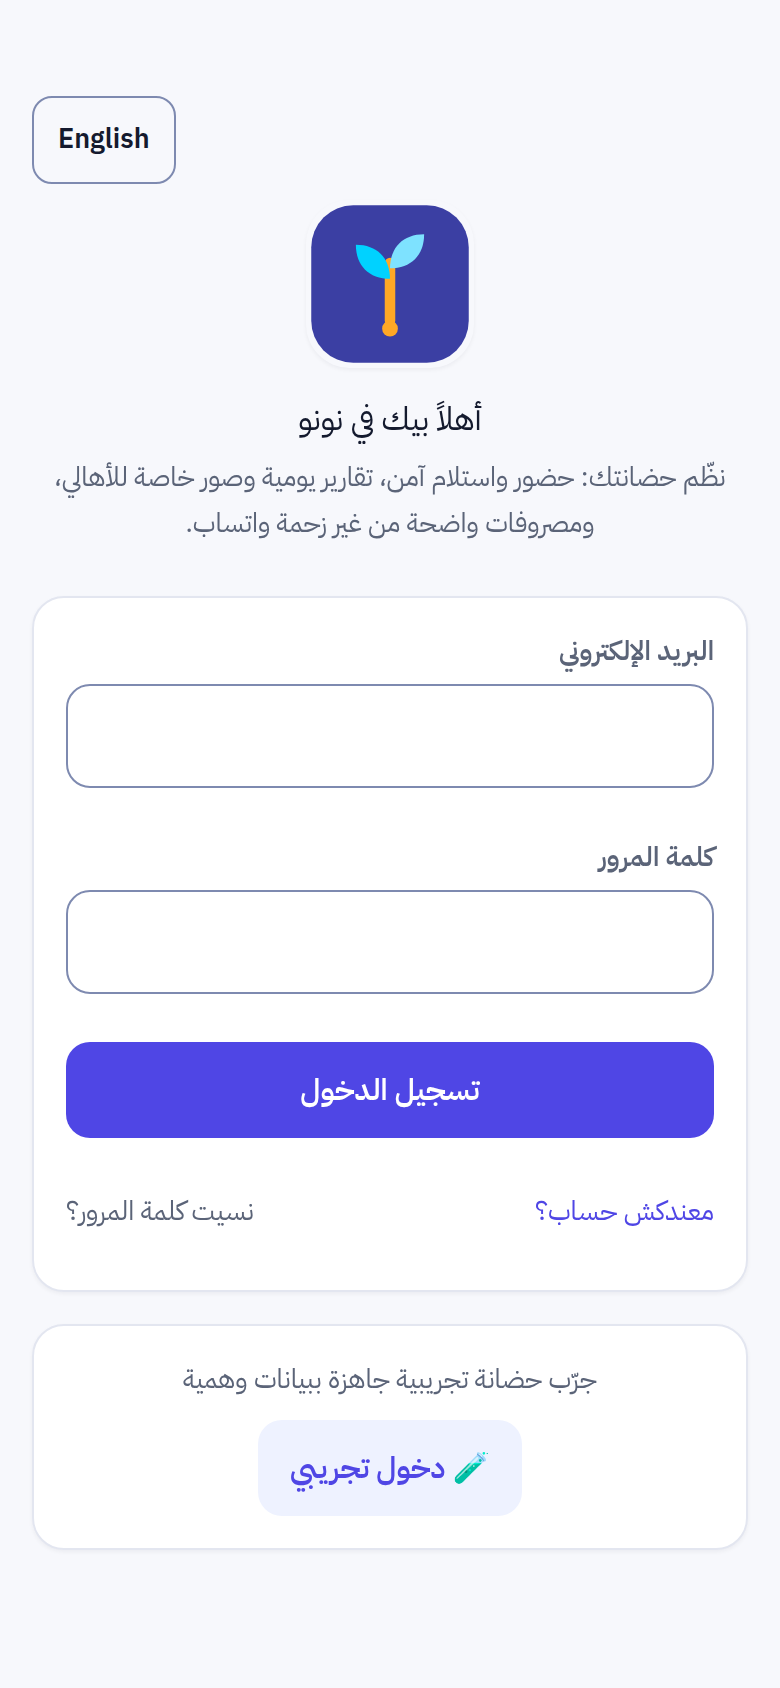 English
أهلاً بيك في نونو
نظّم حضانتك: حضور واستلام آمن، تقارير يومية وصور خاصة للأهالي،
ومصروفات واضحة من غير زحمة واتساب.
البريد الإلكتروني
كلمة المرور
تسجيل الدخول
معندكش حساب؟
نسيت كلمة المرور؟
جرّب حضانة تجريبية جاهزة ببيانات وهمية
🧪 دخول تجريبي